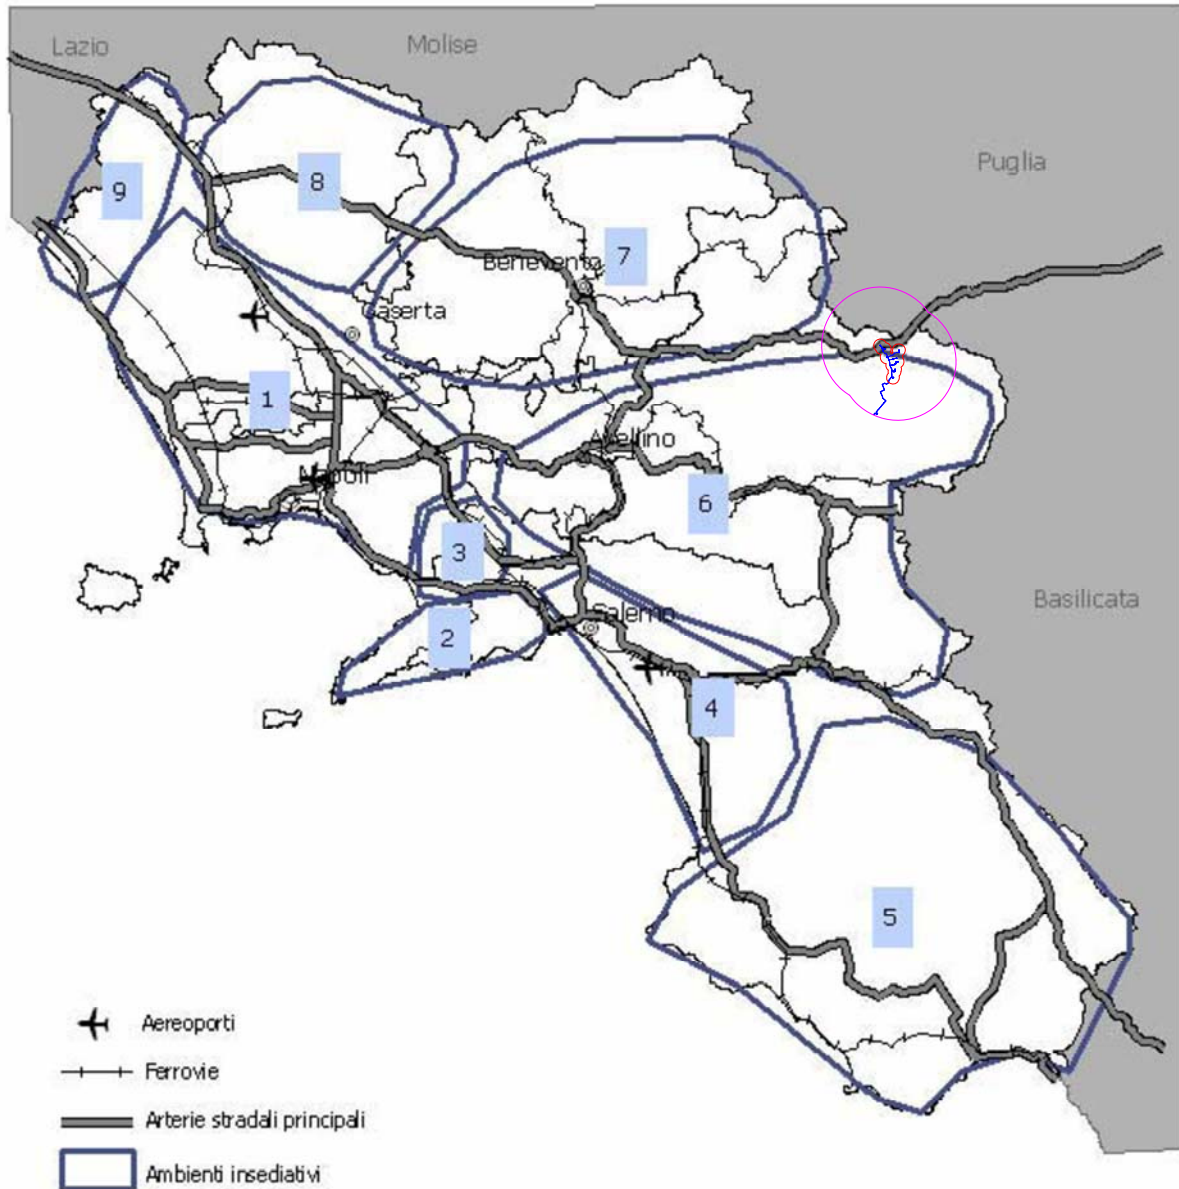 Lazio
Molise
Puglia
9
8
7
Benevento
Caserta
1
Avellino
Napoli
6
3
Basilicata
Salerno
2
4
5
Aereoporti
Ferrovie
Arterie stradali principali
Ambienti insediativi